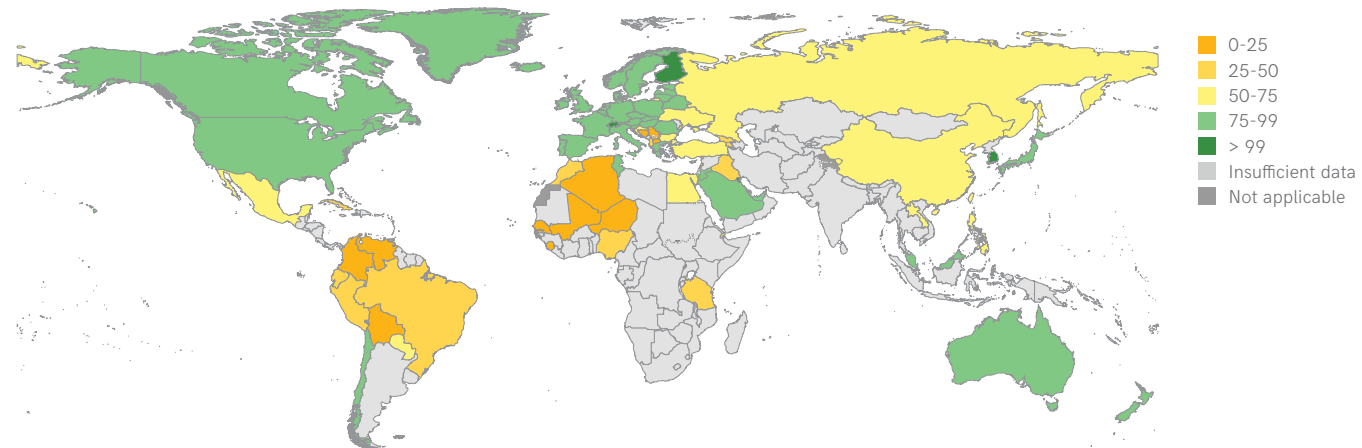 0-25
25-50
50-75
75-99
> 99
Insufficient data
Not applicable